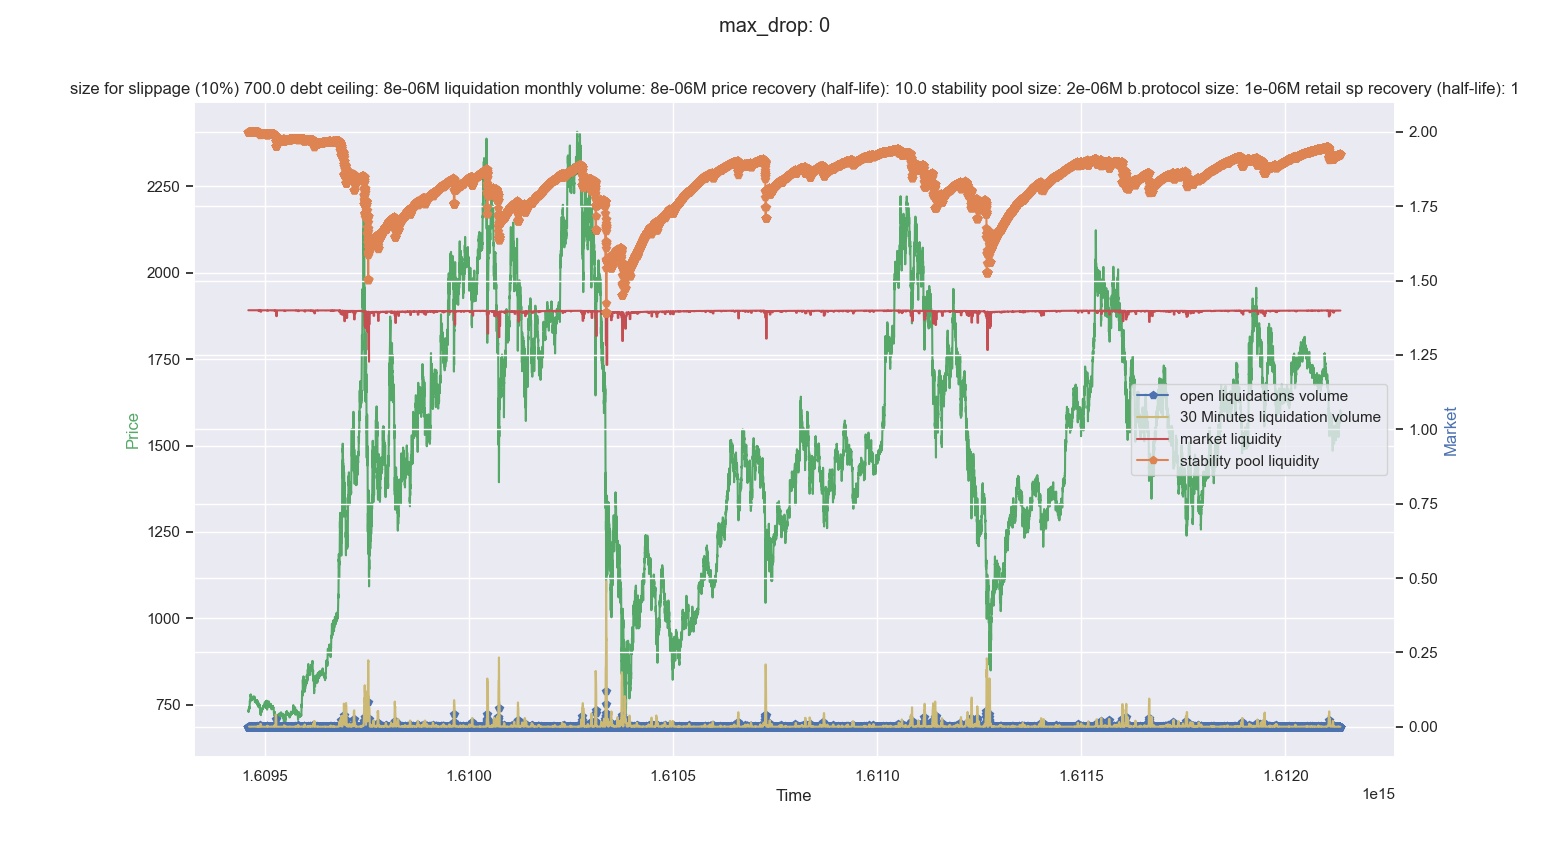 max_drop: 0
size for slippage (10%) 700.0 debt ceiling: 8e-06M liquidation monthly volume: 8e-06M price recovery (half-life): 10.0 stability pool size: 2e-06M b.protocol size: 1e-06M retail sp recovery (half-life): 1
2250
2000
1750
1500
1250
1000
750
Price
2.00
1.75
1.50
1.25
1.00
0.75
0.50
0.25
0.00
Market
open liquidations volume
30 Minutes liquidation volume
market liquidity
stability pool liquidity
1.6095 1.6100 1.6105 1.6110 1.6115 1.6120
Time
1e15